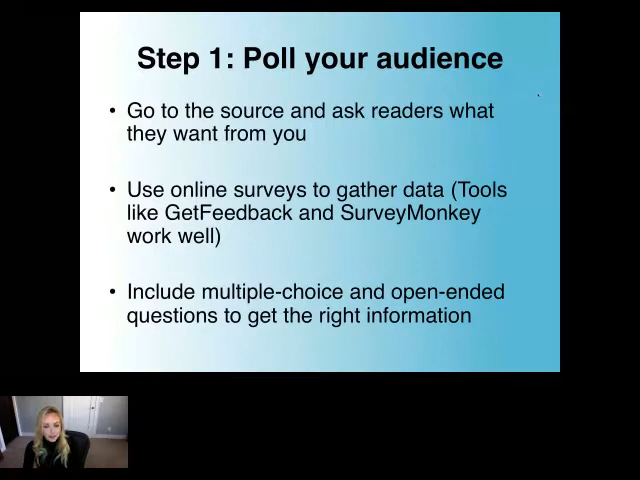 Step 1: Poll your audience
• Go to the source and ask readers what
they want from you
• Use online surveys to gather data (Tools
like GetFeedback and SurveyMonkey
work well)
• Include multiple-choice and open-ended
questions to get the right information